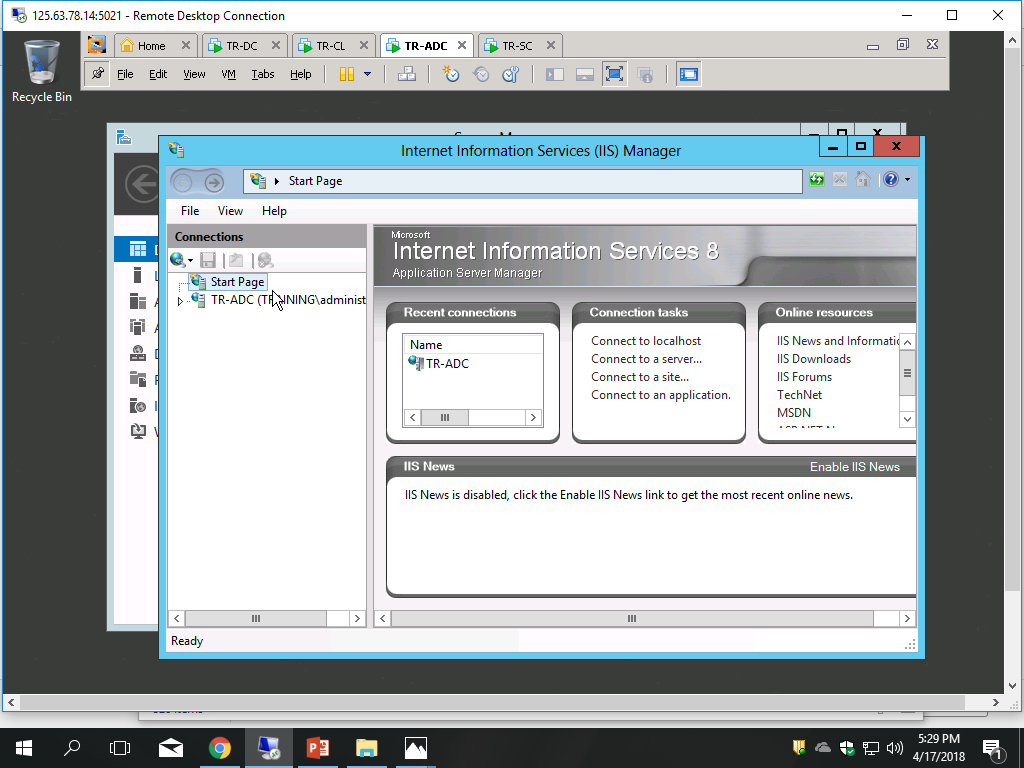 125.63.78.14:5021 - Remote Desktop Connection
Home
TR-DC
TR-CL
TR-ADC
TR-SC
File Edit View VM Tabs Help
Recycle Bin
Internet Information Services (IIS) Manager
Start Page
File View Help
Connections
Start Page
TR-ADC (TRAINING\administ
Microsoft
Internet Information Services 8
Application Server Manager
Recent connections
Name
TR-ADC
Connection tasks
Connect to localhost
Connect to a server...
Connect to a site...
Connect to an application.
Online resources
IIS News and Informatio
IIS Downloads
IIS Forums
TechNet
MSDN
IIS News
Enable IIS News
IIS News is disabled, click the Enable IIS News link to get the most recent online news.
Ready
5:29 PM
4/17/2018
1